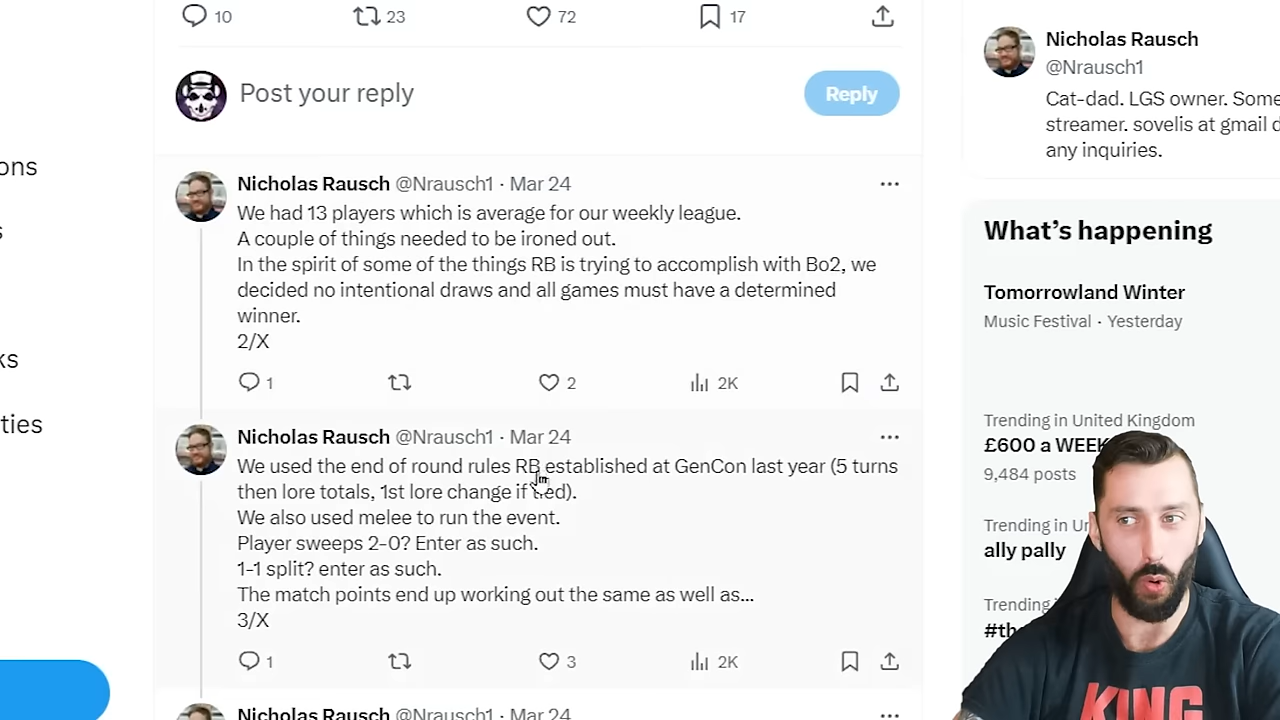 10 23 72 17
Post your reply
Reply
Nicholas Rausch @Nrausch1 · Mar 24
We had 13 players which is average for our weekly league.
A couple of things needed to be ironed out.
In the spirit of some of the things RB is trying to accomplish with Bo2, we
decided no intentional draws and all games must have a determined
winner.
2/X
1 2 2K
Nicholas Rausch @Nrausch1 · Mar 24
We used the end of round rules RB established at GenCon last year (5 turns
then lore totals, 1st lore change if tied).
We also used melee to run the event.
Player sweeps 2-0? Enter as such.
1-1 split? enter as such.
The match points end up working out the same as well as...
3/X
1 3 2K
Nicholas Rausch @Nrausch1 · Mar 24
ons
s
ks
ties
Nicholas Rausch
@Nrausch1
Cat-dad. LGS owner. Some
streamer. sovelis at gmail d
any inquiries.
What's happening
Tomorrowland Winter
Music Festival · Yesterday
Trending in United Kingdom
£600 a WEEK
9,484 posts
Trending in Un
ally pally
Trending
#th
KING